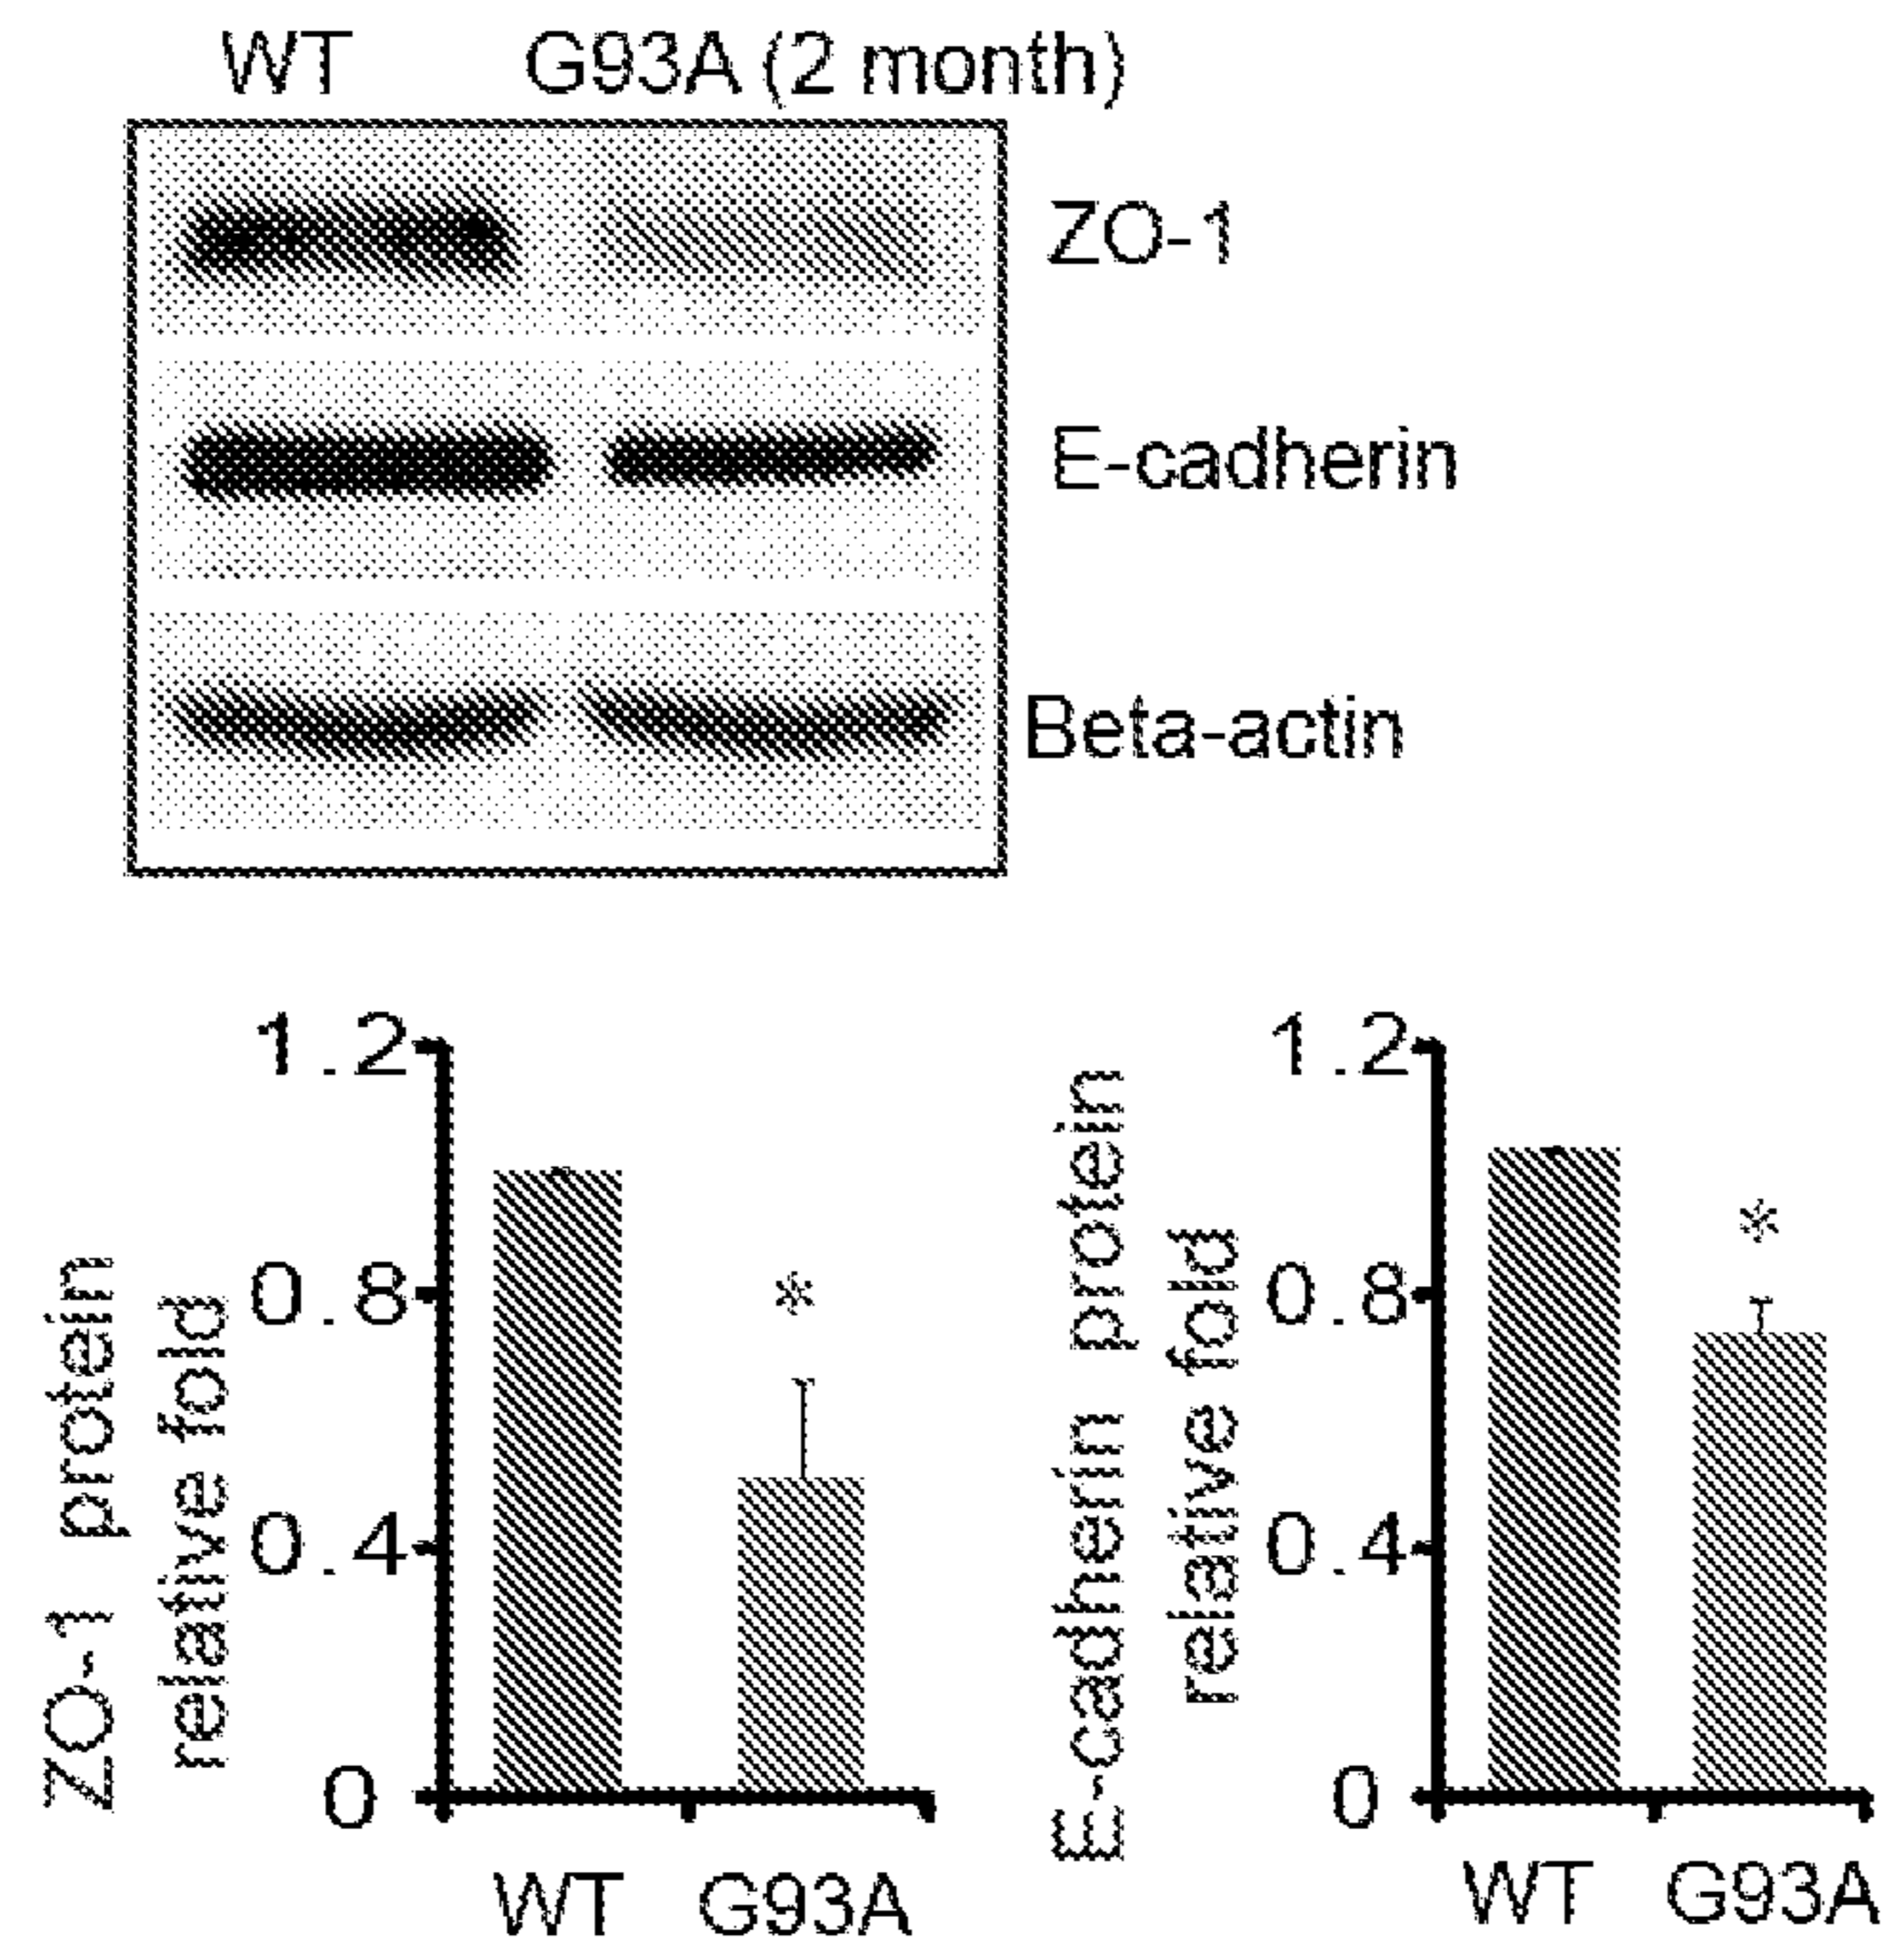 WT G93A (2 month)
ZO-1
E-cadherin
Beta-actin
ZO-1 protein
relative fold
1.2
0.8
*
0.4
0
WT G93A
E-cadherin protein
relative fold
1.2
*
0.8
0.4
0
WT G93A